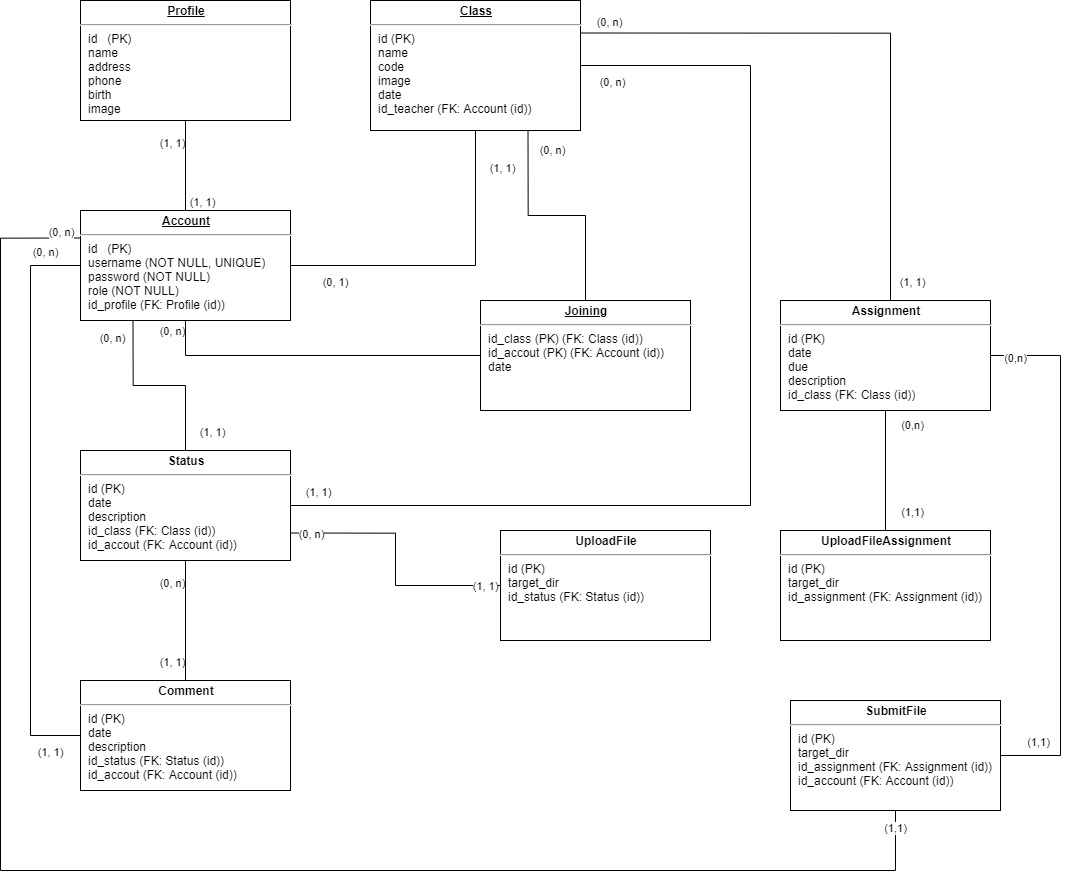 Profile
id (PK)
name
address
phone
birth
image
Class
id (PK)
name
code
image
date
id_teacher (FK: Account (id))
(0, n)
(0, n)
(1, 1)
(1, 1)
(0, n)
(1, 1)
Account
id (PK)
username (NOT NULL, UNIQUE)
password (NOT NULL)
role (NOT NULL)
id_profile (FK: Profile (id))
(0, n)
(0, n)
(0, 1)
(0, n)
(0, n)
Joining
id_class (PK) (FK: Class (id))
id_accout (PK) (FK: Account (id))
date
(1, 1)
Assignment
id (PK)
date
due
description
id_class (FK: Class (id))
(0,n)
(0,n)
(1, 1)
Status
id (PK)
date
description
id_class (FK: Class (id))
id_accout (FK: Account (id))
(1, 1)
(0, n)
(1, 1)
UploadFile
id (PK)
target_dir
id_status (FK: Status (id))
(1,1)
UploadFileAssignment
id (PK)
target_dir
id_assignment (FK: Assignment (id))
(0, n)
(1, 1)
Comment
id (PK)
date
description
id_status (FK: Status (id))
id_accout (FK: Account (id))
(1, 1)
SubmitFile
id (PK)
target_dir
id_assignment (FK: Assignment (id))
id_account (FK: Account (id))
(1,1)
(1,1)